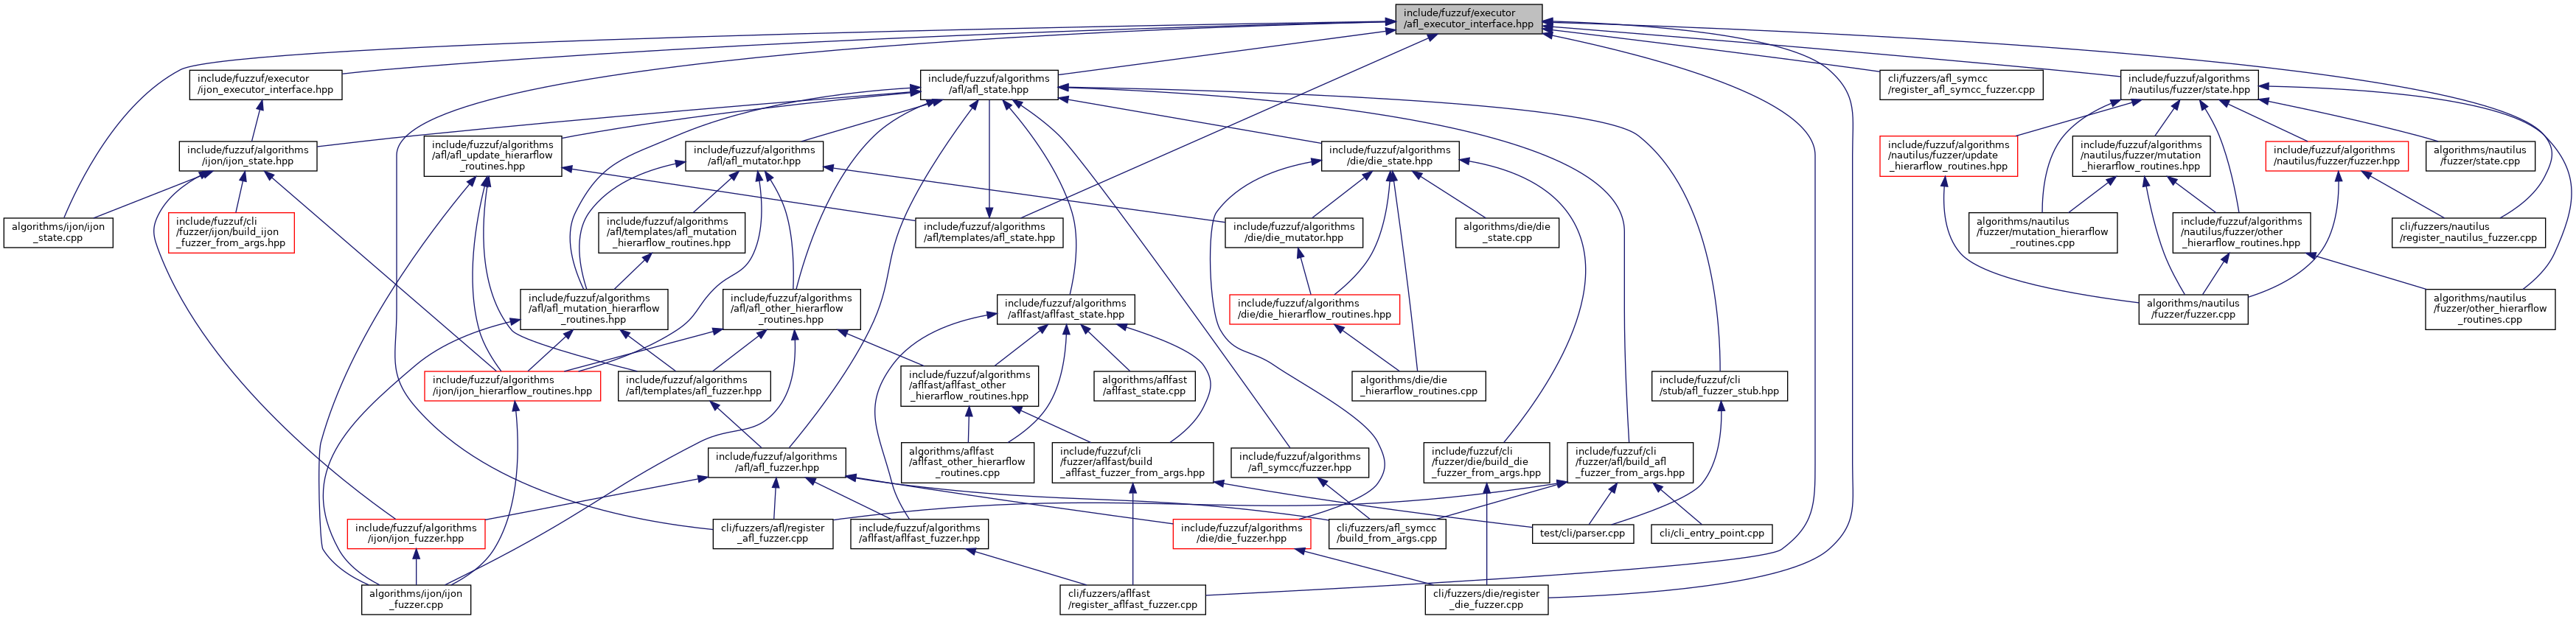 include/fuzzuf/executor
/afl_executor_interface.hpp
include/fuzzuf/executor
/ijon_executor_interface.hpp
include/fuzzuf/algorithms
/afl/afl_state.hpp
cli/fuzzers/afl_symcc
/register_afl_symcc_fuzzer.cpp
include/fuzzuf/algorithms
/nautilus/fuzzer/state.hpp
include/fuzzuf/algorithms
/ijon/ijon_state.hpp
include/fuzzuf/algorithms
/afl/afl_update_hierarflow
_routines.hpp
include/fuzzuf/algorithms
/afl/afl_mutator.hpp
include/fuzzuf/algorithms
/die/die_state.hpp
include/fuzzuf/algorithms
/nautilus/fuzzer/update
_hierarflow_routines.hpp
include/fuzzuf/algorithms
/nautilus/fuzzer/mutation
_hierarflow_routines.hpp
include/fuzzuf/algorithms
/nautilus/fuzzer/fuzzer.hpp
algorithms/nautilus
/fuzzer/state.cpp
algorithms/ijon/ijon
_state.cpp
include/fuzzuf/cli
/fuzzer/ijon/build_ijon
_fuzzer_from_args.hpp
include/fuzzuf/algorithms
/afl/templates/afl_mutation
_hierarflow_routines.hpp
include/fuzzuf/algorithms
/afl/templates/afl_state.hpp
include/fuzzuf/algorithms
/die/die_mutator.hpp
algorithms/die/die
_state.cpp
algorithms/nautilus
/fuzzer/mutation_hierarflow
_routines.cpp
include/fuzzuf/algorithms
/nautilus/fuzzer/other
_hierarflow_routines.hpp
cli/fuzzers/nautilus
/register_nautilus_fuzzer.cpp
include/fuzzuf/algorithms
/afl/afl_mutation_hierarflow
_routines.hpp
include/fuzzuf/algorithms
/afl/afl_other_hierarflow
_routines.hpp
include/fuzzuf/algorithms
/aflfast/aflfast_state.hpp
include/fuzzuf/algorithms
/die/die_hierarflow_routines.hpp
algorithms/nautilus
/fuzzer/fuzzer.cpp
algorithms/nautilus
/fuzzer/other_hierarflow
_routines.cpp
include/fuzzuf/algorithms
/ijon/ijon_hierarflow_routines.hpp
include/fuzzuf/algorithms
/afl/templates/afl_fuzzer.hpp
include/fuzzuf/algorithms
/aflfast/aflfast_other
_hierarflow_routines.hpp
algorithms/aflfast
/aflfast_state.cpp
algorithms/die/die
_hierarflow_routines.cpp
include/fuzzuf/cli
/stub/afl_fuzzer_stub.hpp
include/fuzzuf/algorithms
/afl/afl_fuzzer.hpp
algorithms/aflfast
/aflfast_other_hierarflow
_routines.cpp
include/fuzzuf/cli
/fuzzer/aflfast/build
_aflfast_fuzzer_from_args.hpp
include/fuzzuf/algorithms
/afl_symcc/fuzzer.hpp
include/fuzzuf/cli
/fuzzer/die/build_die
_fuzzer_from_args.hpp
include/fuzzuf/cli
/fuzzer/afl/build_afl
_fuzzer_from_args.hpp
include/fuzzuf/algorithms
/ijon/ijon_fuzzer.hpp
cli/fuzzers/afl/register
_afl_fuzzer.cpp
include/fuzzuf/algorithms
/aflfast/aflfast_fuzzer.hpp
include/fuzzuf/algorithms
/die/die_fuzzer.hpp
cli/fuzzers/afl_symcc
/build_from_args.cpp
test/cli/parser.cpp
cli/cli_entry_point.cpp
algorithms/ijon/ijon
_fuzzer.cpp
cli/fuzzers/aflfast
/register_aflfast_fuzzer.cpp
cli/fuzzers/die/register
_die_fuzzer.cpp